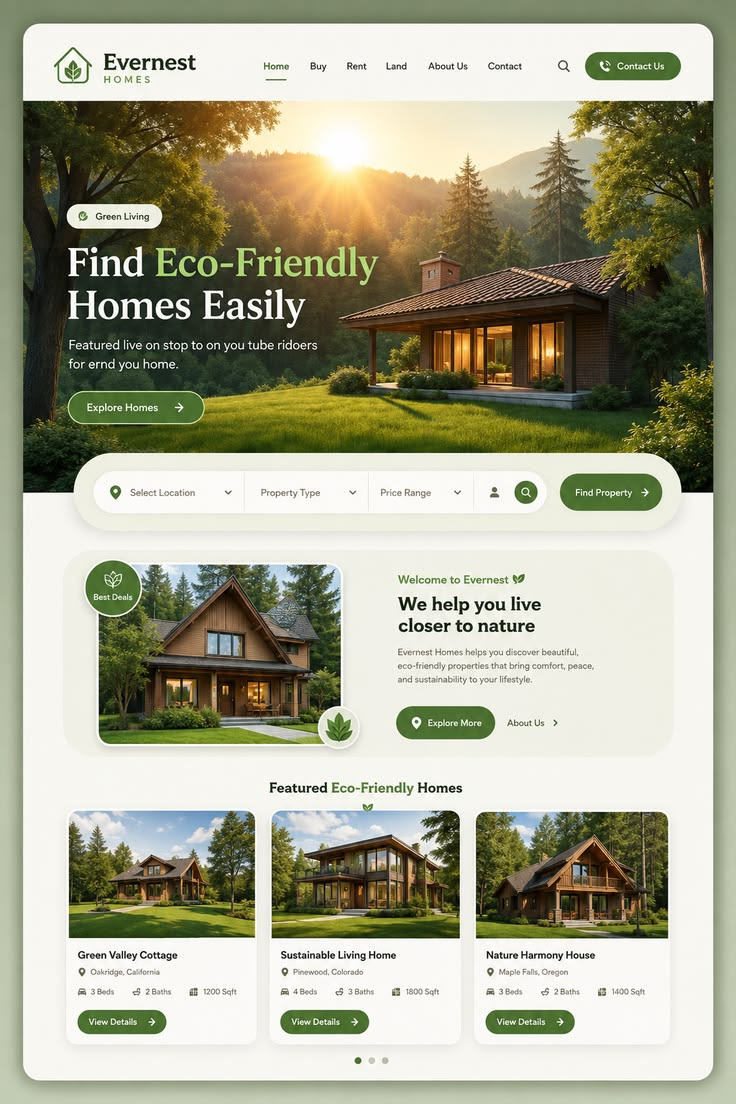 Evernest
HOMES
Home Buy Rent Land About Us Contact
Contact Us
Green Living
Find Eco-Friendly
Homes Easily
Featured live on stop to on you tube ridoers
for ernd you home.
Explore Homes
Select Location Property Type Price Range Find Property
Best Deals
Welcome to Evernest
We help you live
closer to nature
Evernest Homes helps you discover beautiful,
eco-friendly properties that bring comfort, peace,
and sustainability to your lifestyle.
Explore More About Us
Featured Eco-Friendly Homes
Green Valley Cottage
Oakridge, California
3 Beds 2 Baths 1200 Sqft
View Details
Sustainable Living Home
Pinewood, Colorado
4 Beds 3 Baths 1800 Sqft
View Details
Nature Harmony House
Maple Falls, Oregon
3 Beds 2 Baths 1400 Sqft
View Details